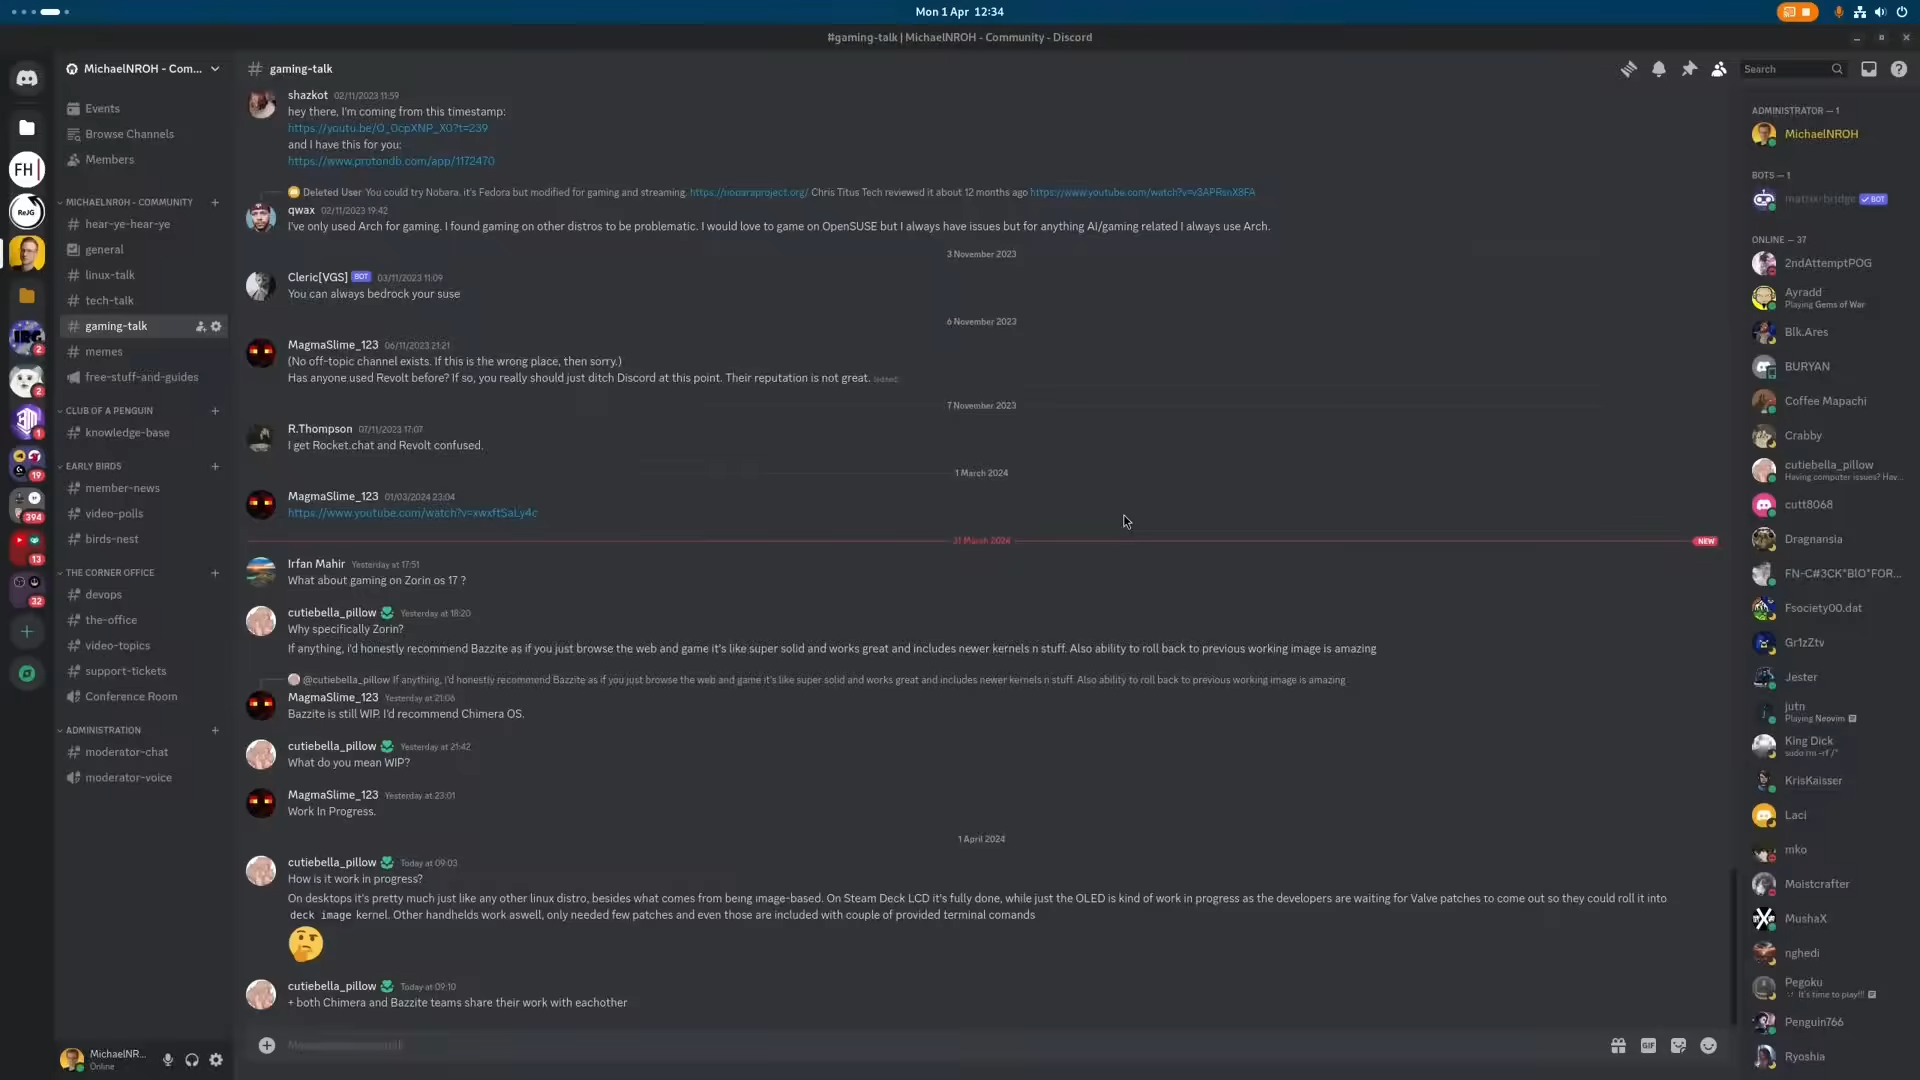 Mon 1 Apr 12:34
#gaming-talk | MichaelNROH - Community - Discord
MichaelNROH - Com...
Events
Browse Channels
Members
MICHAELNROH - COMMUNITY
hear-ye-hear-ye
general
linux-talk
tech-talk
gaming-talk
memes
free-stuff-and-guides
CLUB OF A PENGUIN
knowledge-base
EARLY BIRDS
member-news
video-polls
birds-nest
THE CORNER OFFICE
devops
the-office
video-topics
support-tickets
Conference Room
ADMINISTRATION
moderator-chat
moderator-voice
MichaelNR...
Online
FH
ReJG
2
2
1
19
394
13
32
# gaming-talk
Search
shazkot 02/11/2023 11:59
hey there, I'm coming from this timestamp:
https://youtu.be/O_0cpXNP_X0?t=239
and I have this for you:
https://www.protondb.com/app/1172470
Deleted User You could try Nobara. it's Fedora but modified for gaming and streaming. https://nobaraproject.org/ Chris Titus Tech reviewed it about 12 months ago https://www.youtube.com/watch?v=v3APRsnX8FA
qwax 02/11/2023 19:42
I've only used Arch for gaming. I found gaming on other distros to be problematic. I would love to game on OpenSUSE but I always have issues but for anything AI/gaming related I always use Arch.
3 November 2023
Cleric[VGS] BOT 03/11/2023 11:09
You can always bedrock your suse
6 November 2023
MagmaSlime_123 06/11/2023 21:21
(No off-topic channel exists. If this is the wrong place, then sorry.)
Has anyone used Revolt before? If so, you really should just ditch Discord at this point. Their reputation is not great. (edited)
7 November 2023
R.Thompson 07/11/2023 17:07
I get Rocket.chat and Revolt confused.
1 March 2024
MagmaSlime_123 01/03/2024 23:04
https://www.youtube.com/watch?v=xwxftSaLy4c
31 March 2024 NEW
Irfan Mahir Yesterday at 17:51
What about gaming on Zorin os 17 ?
cutiebella_pillow Yesterday at 18:20
Why specifically Zorin?
If anything, i'd honestly recommend Bazzite as if you just browse the web and game it's like super solid and works great and includes newer kernels n stuff. Also ability to roll back to previous working image is amazing
@cutiebella_pillow If anything, i'd honestly recommend Bazzite as if you just browse the web and game it's like super solid and works great and includes newer kernels n stuff. Also ability to roll back to previous working image is amazing
MagmaSlime_123 Yesterday at 21:06
Bazzite is still WIP. I'd recommend Chimera OS.
cutiebella_pillow Yesterday at 21:42
What do you mean WIP?
MagmaSlime_123 Yesterday at 23:01
Work In Progress.
1 April 2024
cutiebella_pillow Today at 09:03
How is it work in progress?
On desktops it's pretty much just like any other linux distro, besides what comes from being image-based. On Steam Deck LCD it's fully done, while just the OLED is kind of work in progress as the developers are waiting for Valve patches to come out so they could roll it into
deck image kernel. Other handhelds work aswell, only needed few patches and even those are included with couple of provided terminal comands
cutiebella_pillow Today at 09:10
+ both Chimera and Bazzite teams share their work with eachother
GIF
ADMINISTRATOR — 1
MichaelNROH
BOTS — 1
matrix-bridge BOT
ONLINE — 37
2ndAttemptPOG
Ayradd
Playing Gems of War
Blk.Ares
BURYAN
Coffee Mapachi
Crabby
cutiebella_pillow
Having computer issues? Hav...
cutt8068
Dragnansia
FN-C#3CK*BlO*FOR...
Fsociety00.dat
Gr1zZtv
Jester
jutn
Playing Neovim
King Dick
sudo rm -rf /*
KrisKaisser
Laci
mko
Moistcrafter
MushaX
nghedi
Pegoku
It's time to play!!!
Penguin766
Ryoshia